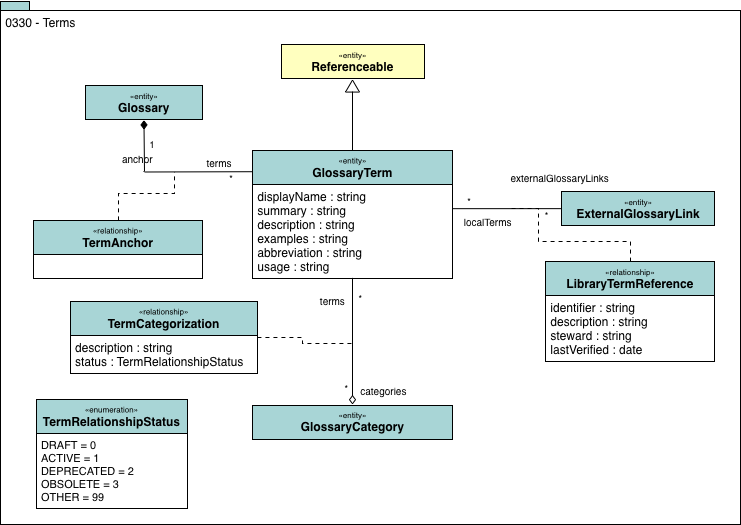 0330 - Terms
«entity»
Referenceable
«entity»
Glossary
1
anchor
terms
*
«entity»
GlossaryTerm
displayName : string
summary : string
description : string
examples : string
abbreviation : string
usage : string
externalGlossaryLinks
*
*
localTerms
«entity»
ExternalGlossaryLink
«relationship»
TermAnchor
«relationship»
LibraryTermReference
identifier : string
description : string
steward : string
lastVerified : date
terms
*
«relationship»
TermCategorization
description : string
status : TermRelationshipStatus
*
categories
«entity»
GlossaryCategory
«enumeration»
TermRelationshipStatus
DRAFT = 0
ACTIVE = 1
DEPRECATED = 2
OBSOLETE = 3
OTHER = 99